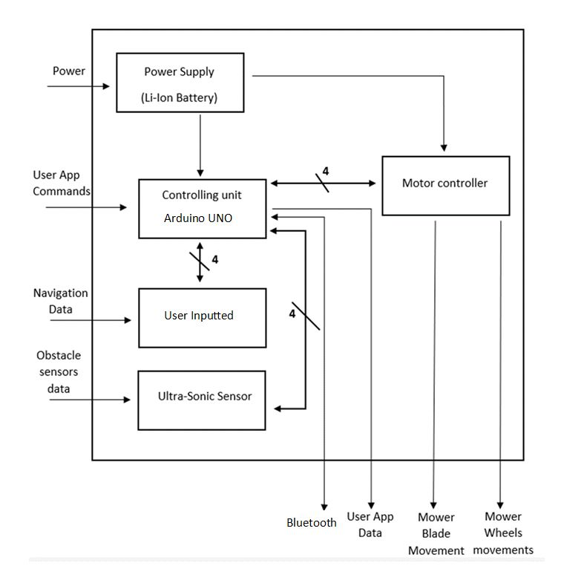 Power
Power Supply
(Li-Ion Battery)
User App
Commands
Controlling unit
Arduino UNO
4
Motor controller
4
Navigation
Data
User Inputted
4
Obstacle
sensors
data
Ultra-Sonic Sensor
Bluetooth
User App
Data
Mower
Blade
Movement
Mower
Wheels
movements